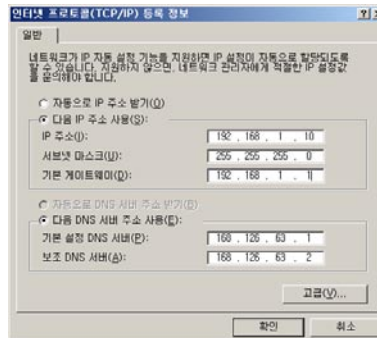 인터넷 프로토콜(TCP/IP) 등록 정보
일반
네트워크가 IP 자동 설정 기능을 지원하면 IP 설정이 자동으로 할당되도록
할 수 있습니다. 지원하지 않으면, 네트워크 관리자에게 적절한 IP 설정값
을 문의해야 합니다.
자동으로 IP 주소 받기(O)
다음 IP 주소 사용(S):
IP 주소(I): 192 . 168 . 1 . 10
서브넷 마스크(U): 255 . 255 . 255 . 0
기본 게이트웨이(D): 192 . 168 . 1 . 1
자동으로 DNS 서버 주소 받기(B)
다음 DNS 서버 주소 사용(E):
기본 설정 DNS 서버(P): 168 . 126 . 63 . 1
보조 DNS 서버(A): 168 . 126 . 63 . 2
고급(V)...
확인 취소